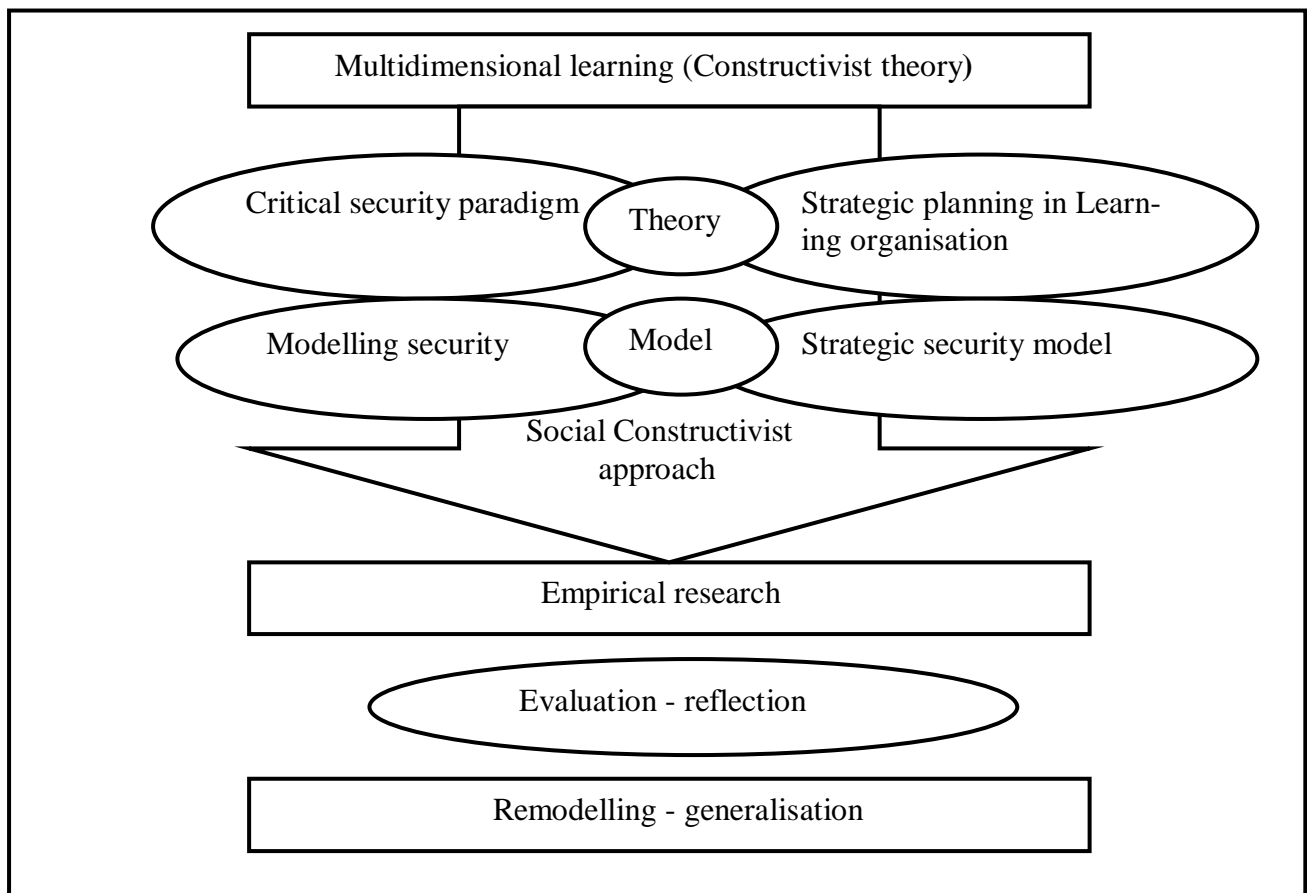 Multidimensional learning (Constructivist theory)
Critical security paradigm
Theory
Strategic planning in Learn-
ing organisation
Modelling security
Model
Strategic security model
Social Constructivist
approach
Empirical research
Evaluation - reflection
Remodelling - generalisation